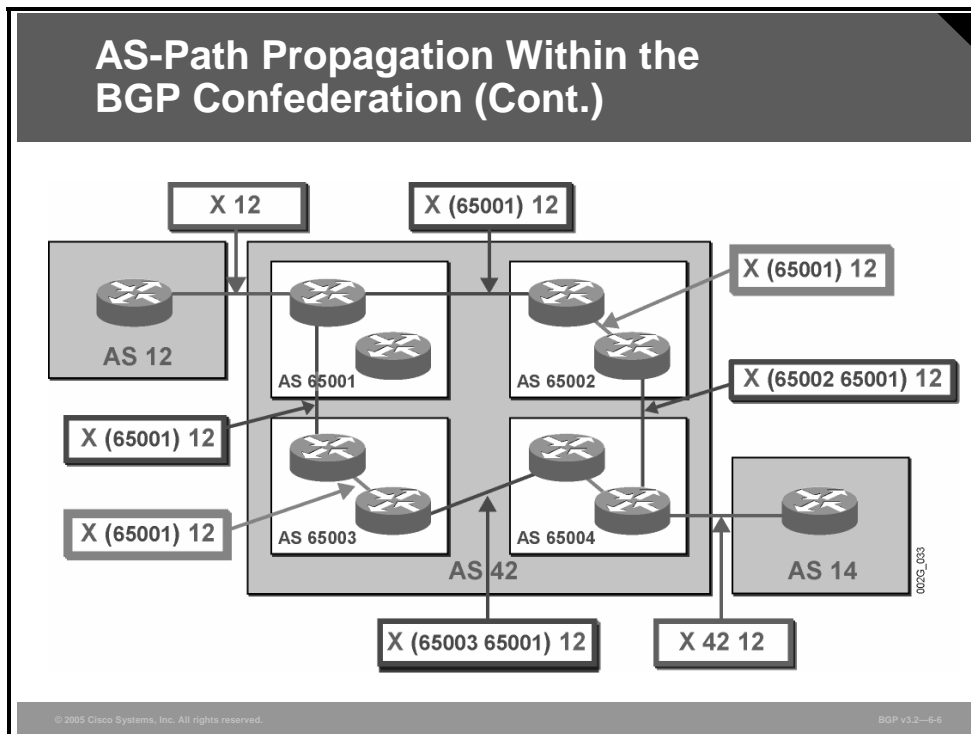 AS-Path Propagation Within the
BGP Confederation (Cont.)
X 12
X (65001) 12
X (65001) 12
AS 12
AS 65001
AS 65002
X (65002 65001) 12
X (65001) 12
X (65001) 12
AS 65003
AS 65004
AS 42
AS 14
X (65003 65001) 12
X 42 12
002G_033
© 2005 Cisco Systems, Inc. All rights reserved.
BGP v3.2—6-6